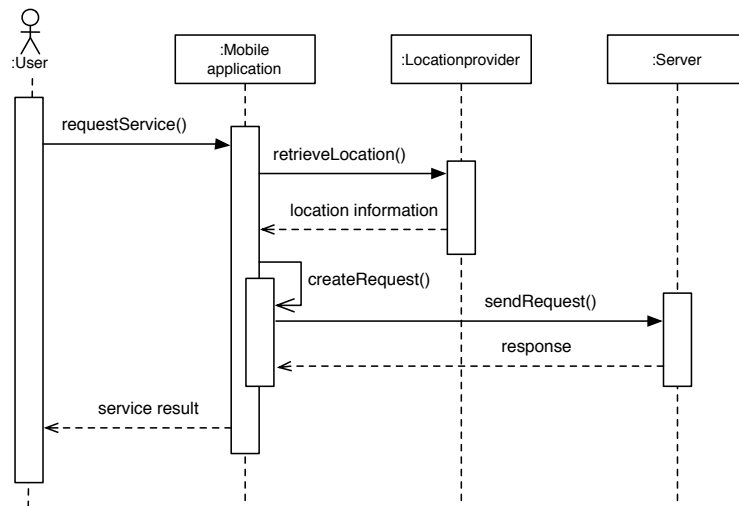 :User
:Mobile
application
:Locationprovider
:Server
requestService()
retrieveLocation()
location information
createRequest()
sendRequest()
response
service result